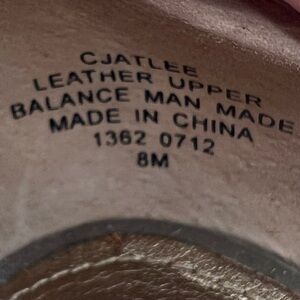 CJATLEE
LEATHER UPPER
BALANCE MAN MADE
MADE IN CHINA
1362 0712
8M